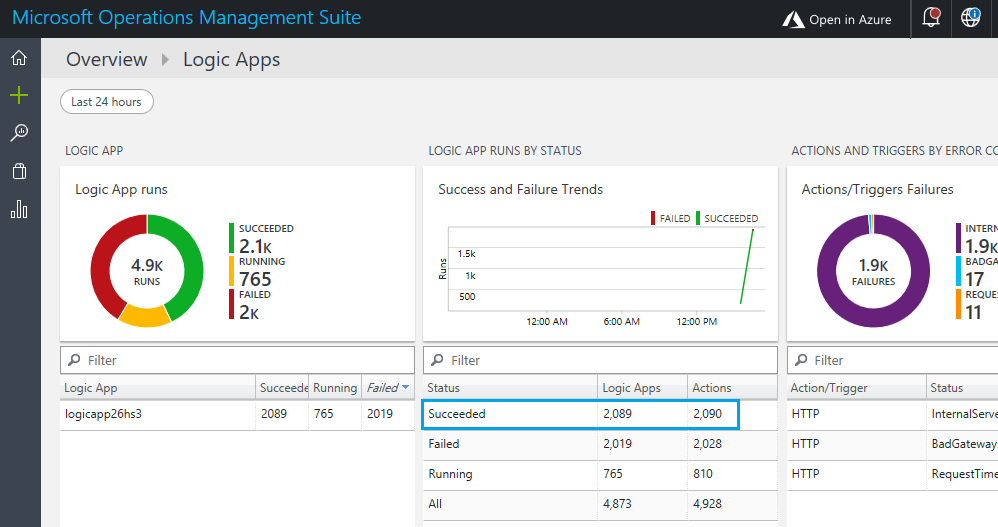 Microsoft Operations Management Suite
Open in Azure
Overview Logic Apps
Last 24 hours
LOGIC APP
Logic App runs
4.9K
RUNS
SUCCEEDED
2.1K
RUNNING
765
FAILED
2K
Filter
Logic App Succeede Running Failed
logicapp26hs3 2089 765 2019
LOGIC APP RUNS BY STATUS
Success and Failure Trends
FAILED SUCCEEDED
Runs
1.5k
1k
500
12:00 AM 6:00 AM 12:00 PM
Filter
Status Logic Apps Actions
Succeeded 2,089 2,090
Failed 2,019 2,028
Running 765 810
All 4,873 4,928
ACTIONS AND TRIGGERS BY ERROR CO
Actions/Triggers Failures
1.9K
FAILURES
INTERN
1.9K
BADGA
17
REQUES
11
Filter
Action/Trigger Status
HTTP InternalServe
HTTP BadGateway
HTTP RequestTime